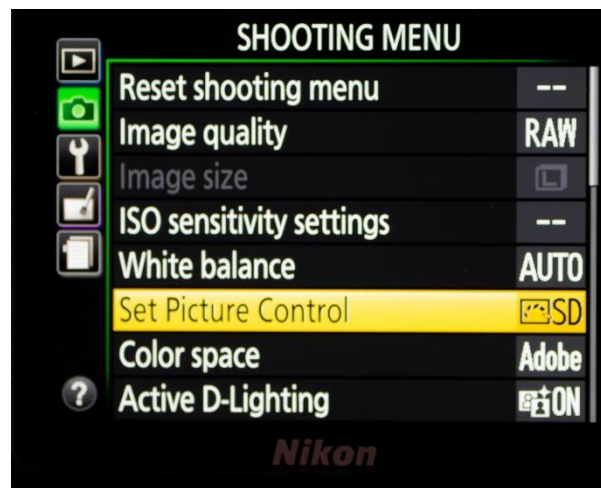 SHOOTING MENU
Reset shooting menu --
Image quality RAW
Image size L
ISO sensitivity settings --
White balance AUTO
Set Picture Control SD
Color space Adobe
? Active D-Lighting ON
Nikon